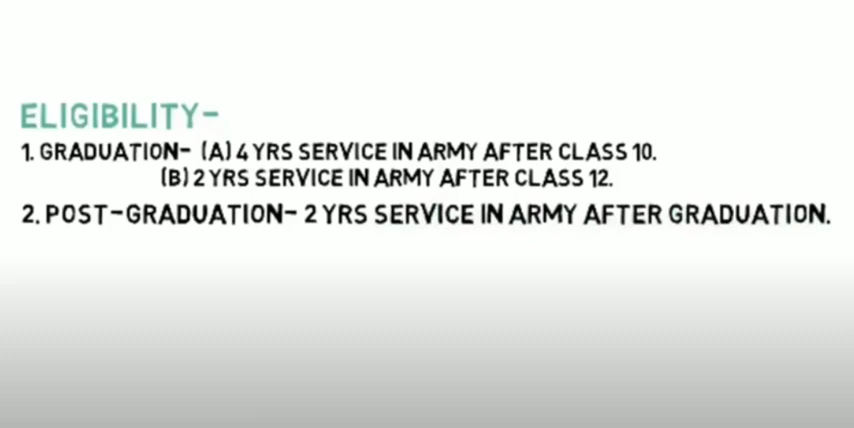 ELIGIBILITY-
1. GRADUATION- (A) 4 YRS SERVICE IN ARMY AFTER CLASS 10.
(B) 2 YRS SERVICE IN ARMY AFTER CLASS 12.
2. POST-GRADUATION- 2 YRS SERVICE IN ARMY AFTER GRADUATION.